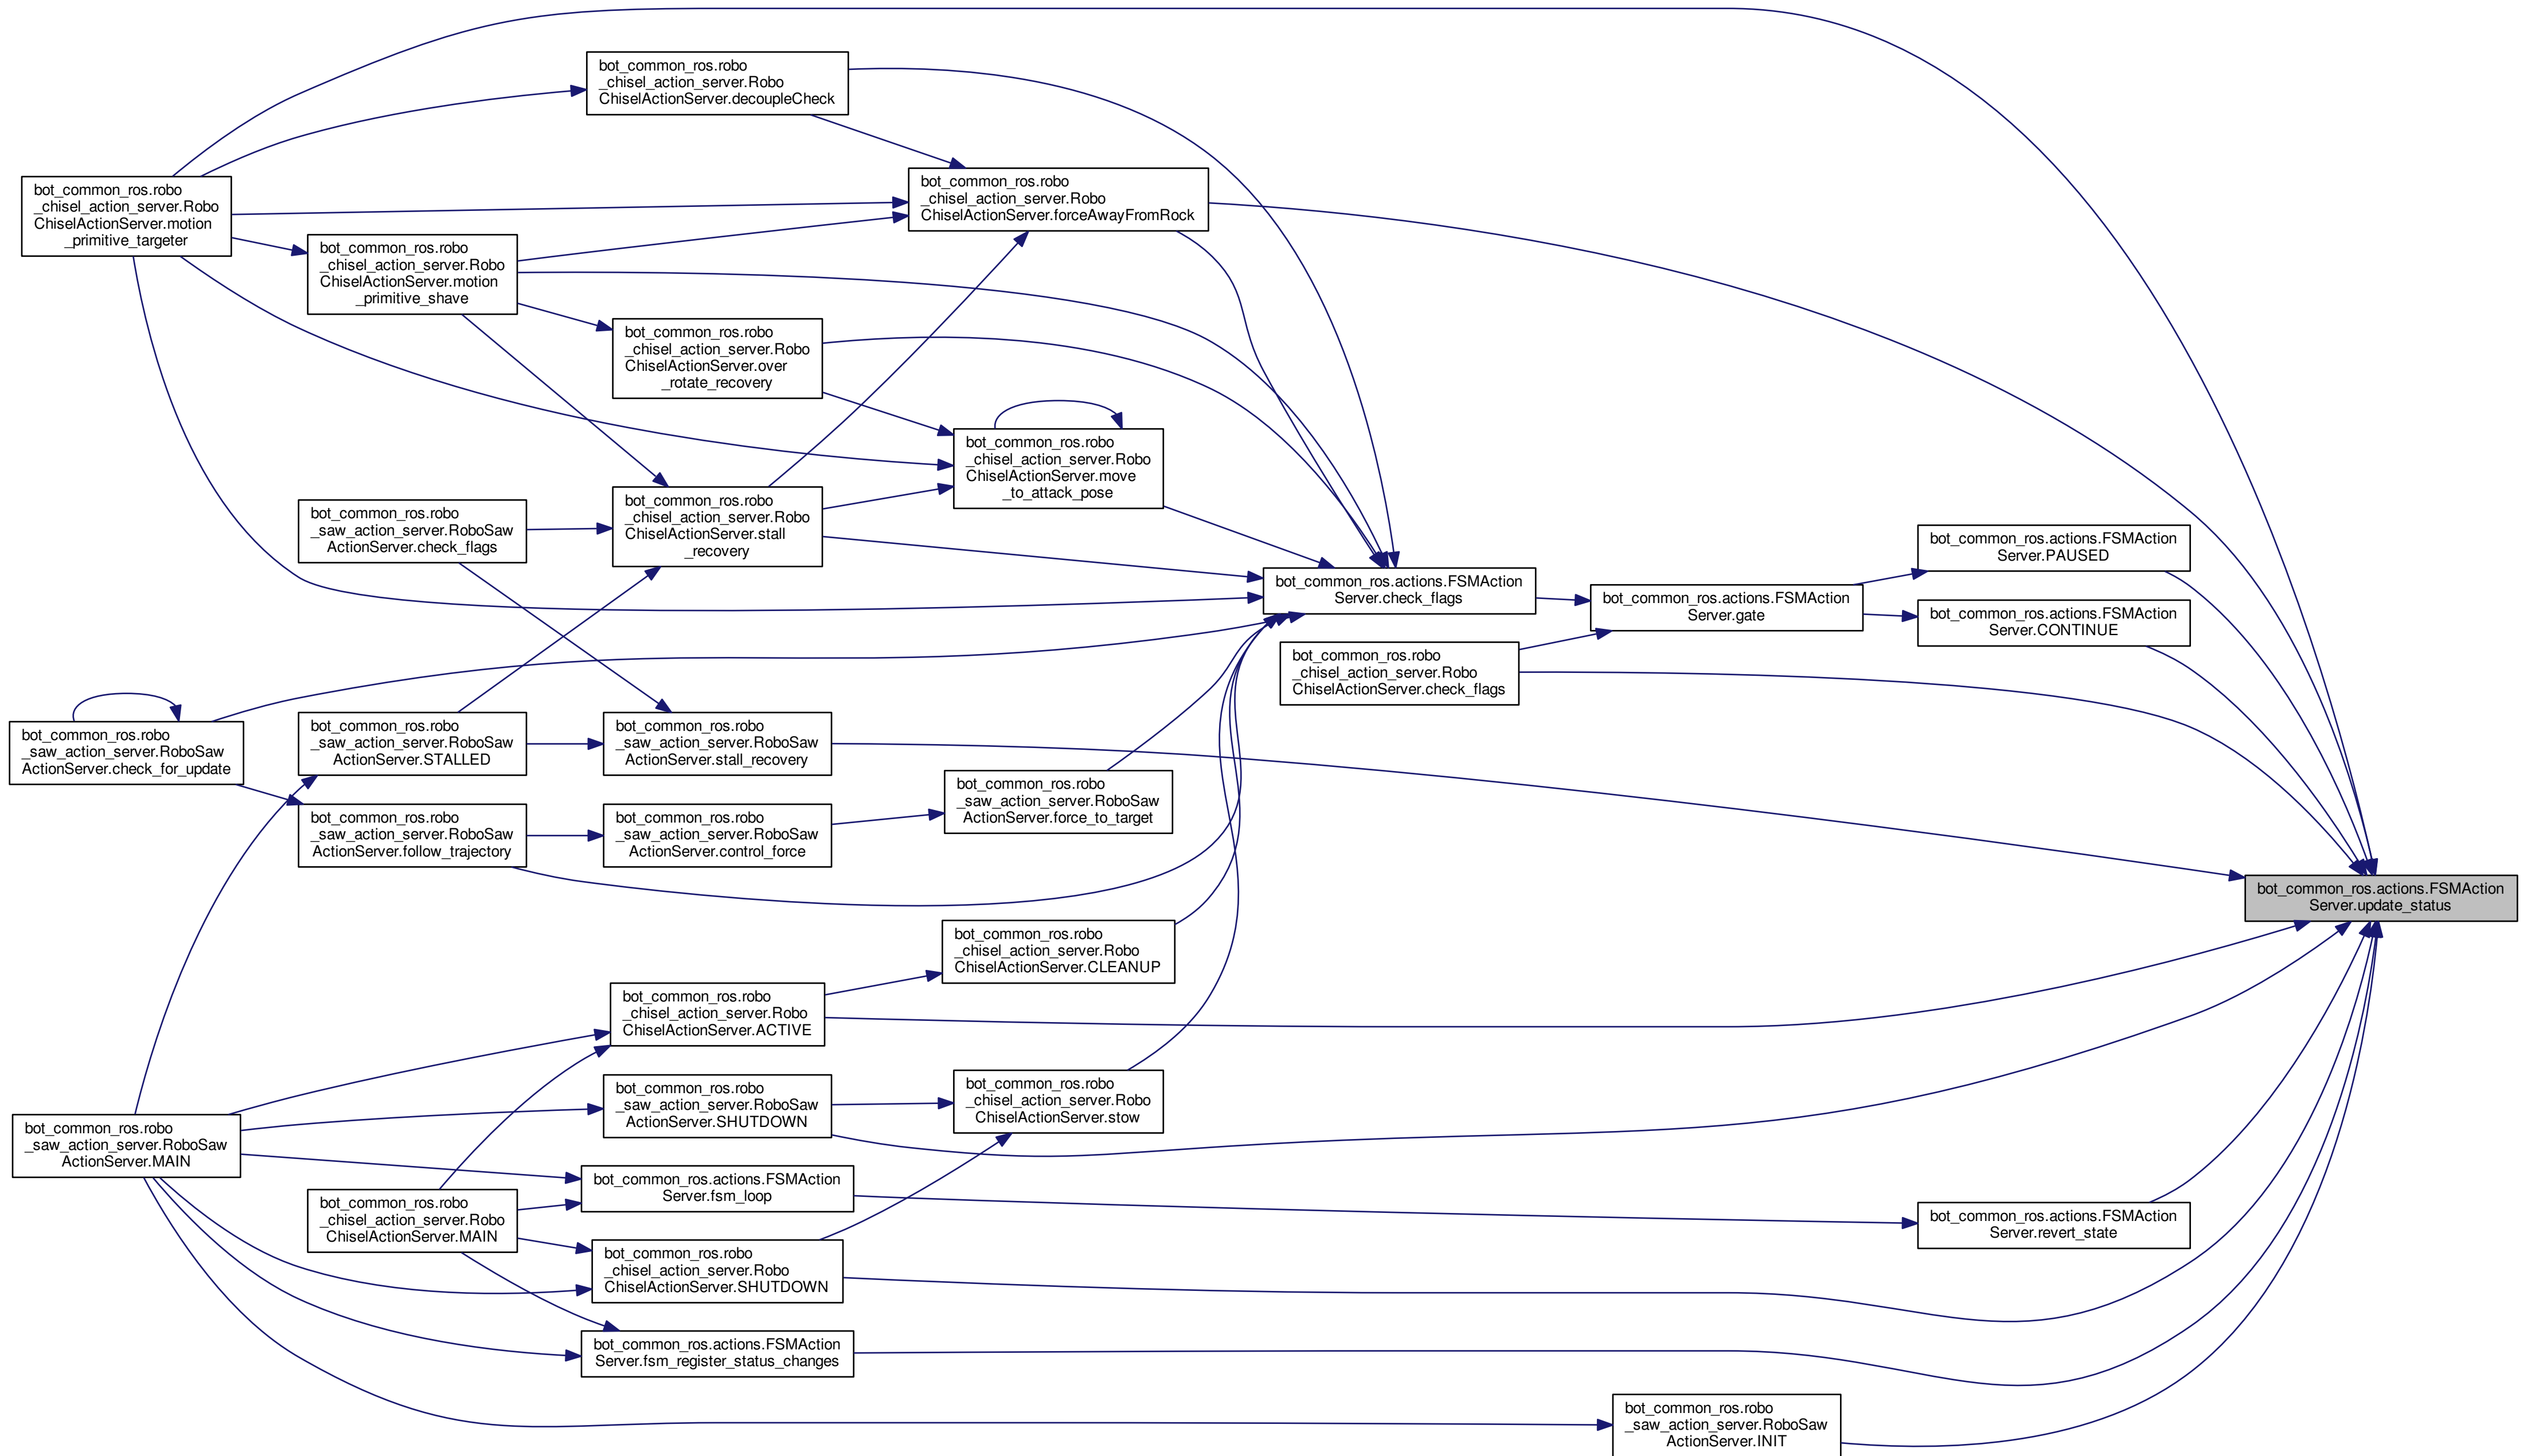 bot_common_ros.robo
_chisel_action_server.Robo
ChiselActionServer.decoupleCheck
bot_common_ros.robo
_chisel_action_server.Robo
ChiselActionServer.forceAwayFromRock
bot_common_ros.robo
_chisel_action_server.Robo
ChiselActionServer.motion
_primitive_targeter
bot_common_ros.robo
_chisel_action_server.Robo
ChiselActionServer.motion
_primitive_shave
bot_common_ros.robo
_chisel_action_server.Robo
ChiselActionServer.over
_rotate_recovery
bot_common_ros.robo
_chisel_action_server.Robo
ChiselActionServer.move
_to_attack_pose
bot_common_ros.robo
_chisel_action_server.Robo
ChiselActionServer.stall
_recovery
bot_common_ros.robo
_saw_action_server.RoboSaw
ActionServer.check_flags
bot_common_ros.actions.FSMAction
Server.PAUSED
bot_common_ros.actions.FSMAction
Server.check_flags
bot_common_ros.actions.FSMAction
Server.gate
bot_common_ros.actions.FSMAction
Server.CONTINUE
bot_common_ros.robo
_chisel_action_server.Robo
ChiselActionServer.check_flags
bot_common_ros.robo
_saw_action_server.RoboSaw
ActionServer.check_for_update
bot_common_ros.robo
_saw_action_server.RoboSaw
ActionServer.STALLED
bot_common_ros.robo
_saw_action_server.RoboSaw
ActionServer.stall_recovery
bot_common_ros.robo
_saw_action_server.RoboSaw
ActionServer.force_to_target
bot_common_ros.robo
_saw_action_server.RoboSaw
ActionServer.follow_trajectory
bot_common_ros.robo
_saw_action_server.RoboSaw
ActionServer.control_force
bot_common_ros.actions.FSMAction
Server.update_status
bot_common_ros.robo
_chisel_action_server.Robo
ChiselActionServer.CLEANUP
bot_common_ros.robo
_chisel_action_server.Robo
ChiselActionServer.ACTIVE
bot_common_ros.robo
_saw_action_server.RoboSaw
ActionServer.SHUTDOWN
bot_common_ros.robo
_chisel_action_server.Robo
ChiselActionServer.stow
bot_common_ros.robo
_saw_action_server.RoboSaw
ActionServer.MAIN
bot_common_ros.actions.FSMAction
Server.fsm_loop
bot_common_ros.robo
_chisel_action_server.Robo
ChiselActionServer.MAIN
bot_common_ros.actions.FSMAction
Server.revert_state
bot_common_ros.robo
_chisel_action_server.Robo
ChiselActionServer.SHUTDOWN
bot_common_ros.actions.FSMAction
Server.fsm_register_status_changes
bot_common_ros.robo
_saw_action_server.RoboSaw
ActionServer.INIT